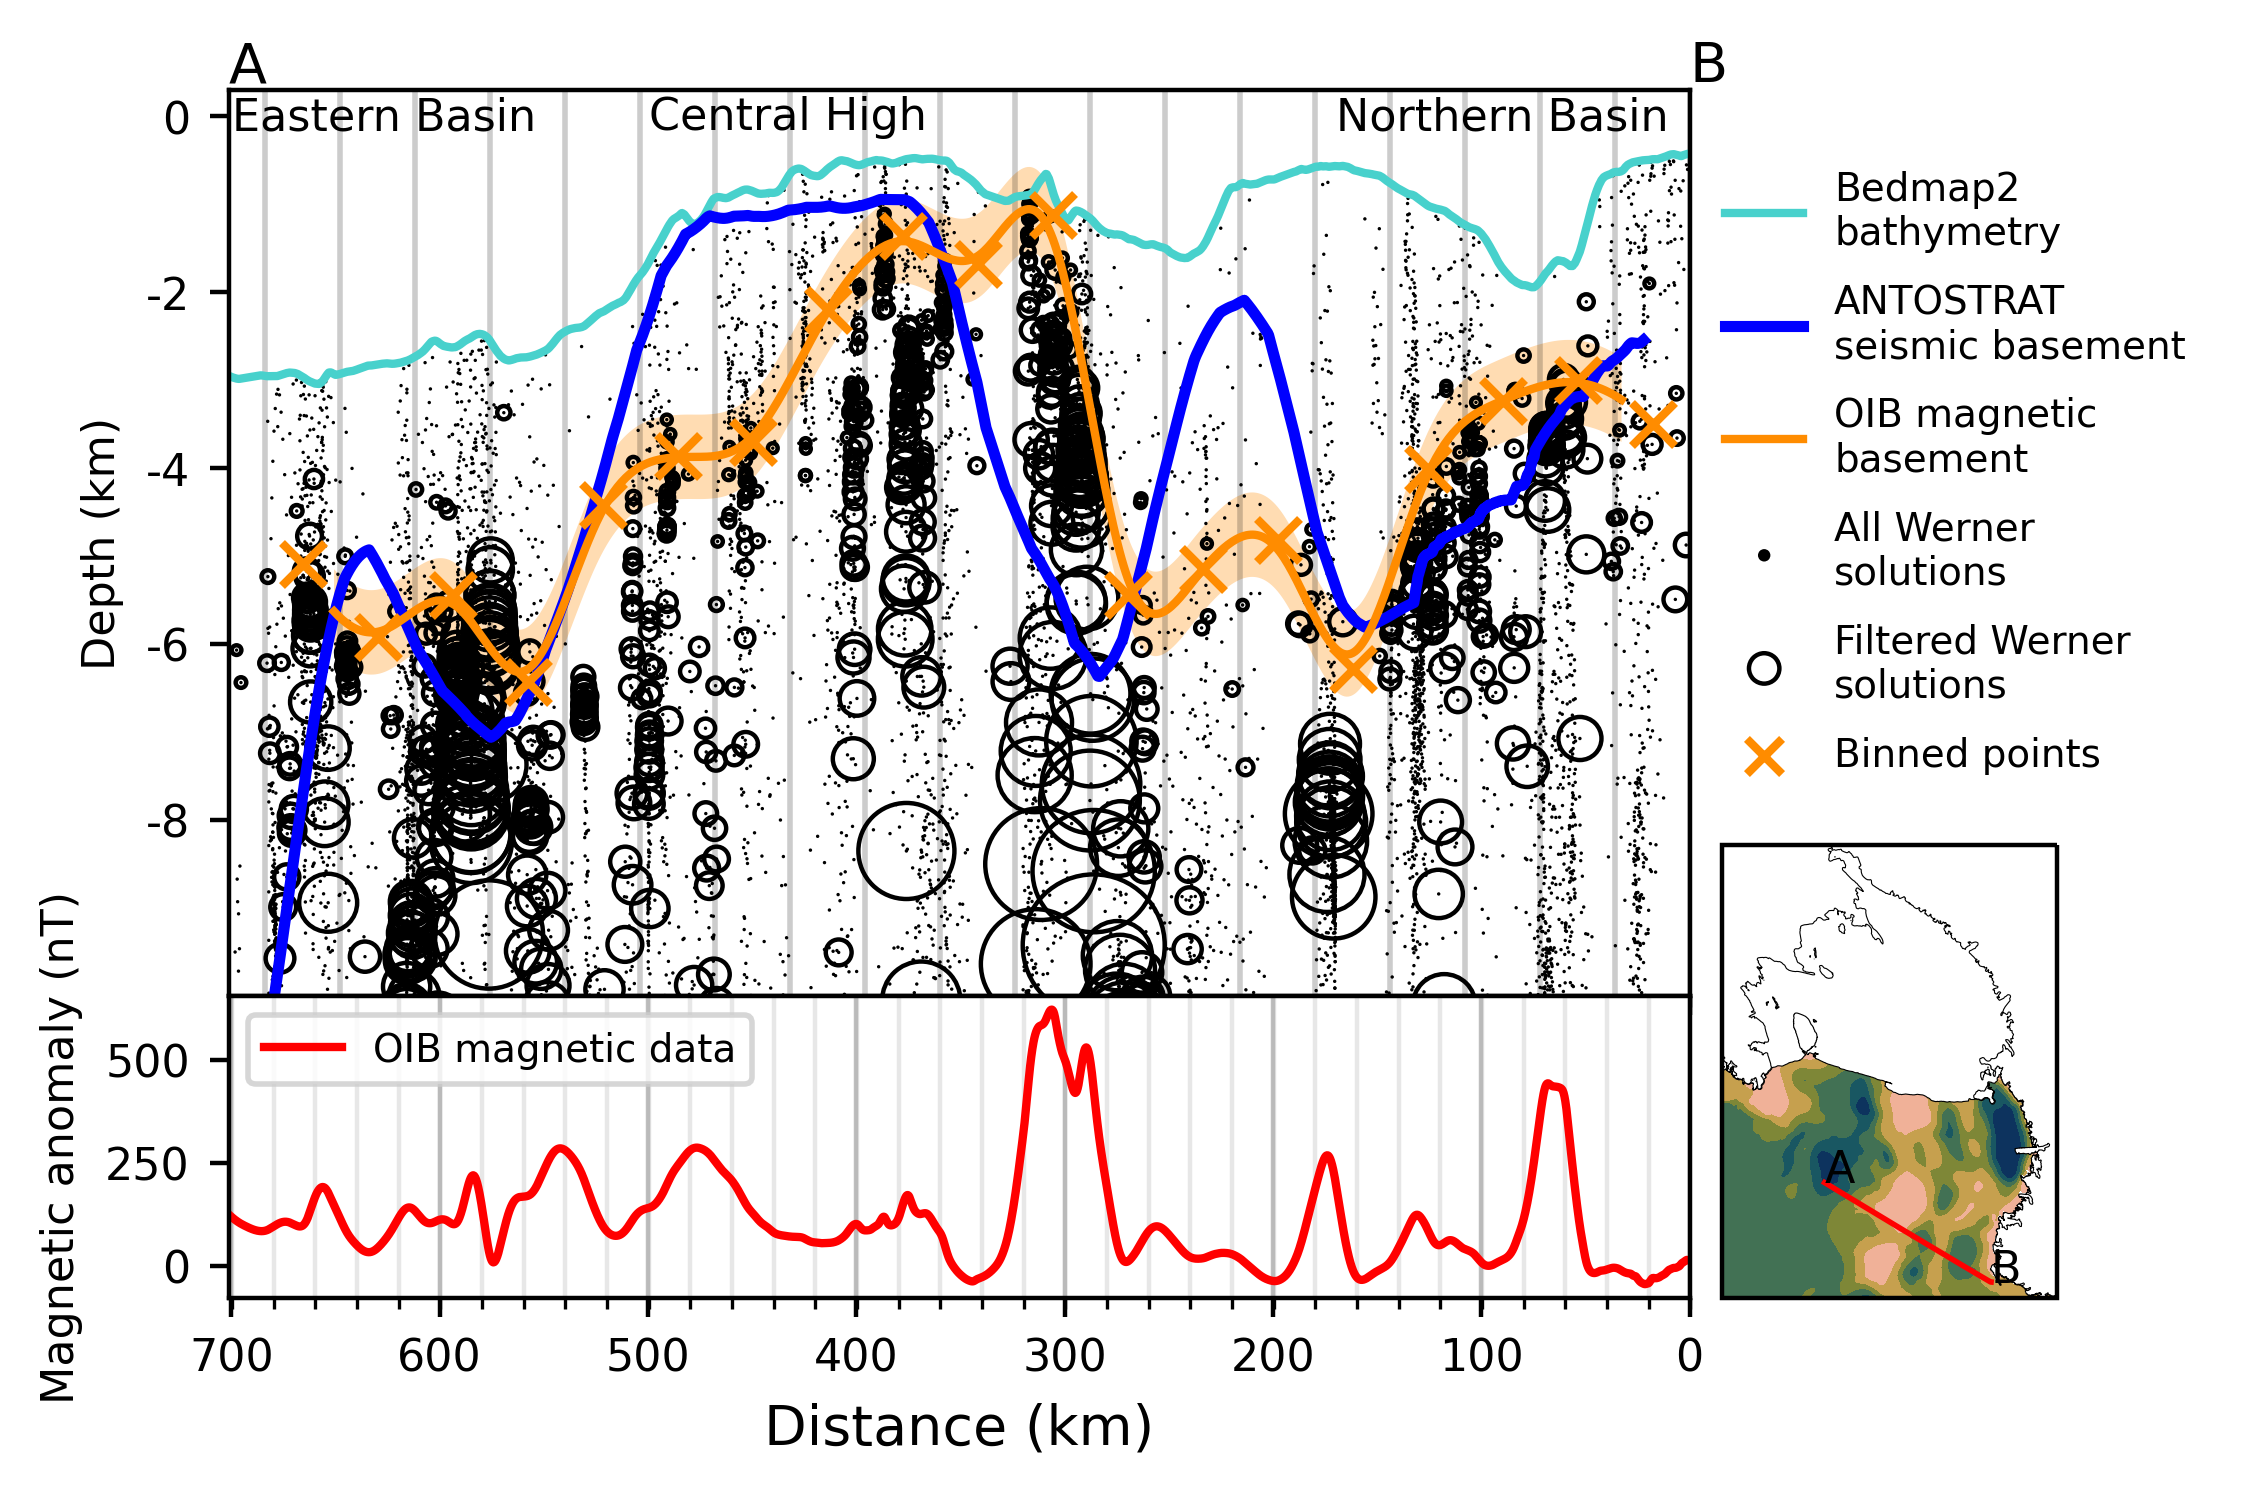 A
B
Eastern Basin
Central High
Northern Basin
0
-2
-4
-6
-8
Depth (km)
Bedmap2
bathymetry
ANTOSTRAT
seismic basement
OIB magnetic
basement
All Werner
solutions
Filtered Werner
solutions
Binned points
OIB magnetic data
500
250
0
Magnetic anomaly (nT)
700
600
500
400
300
200
100
0
Distance (km)
A
B